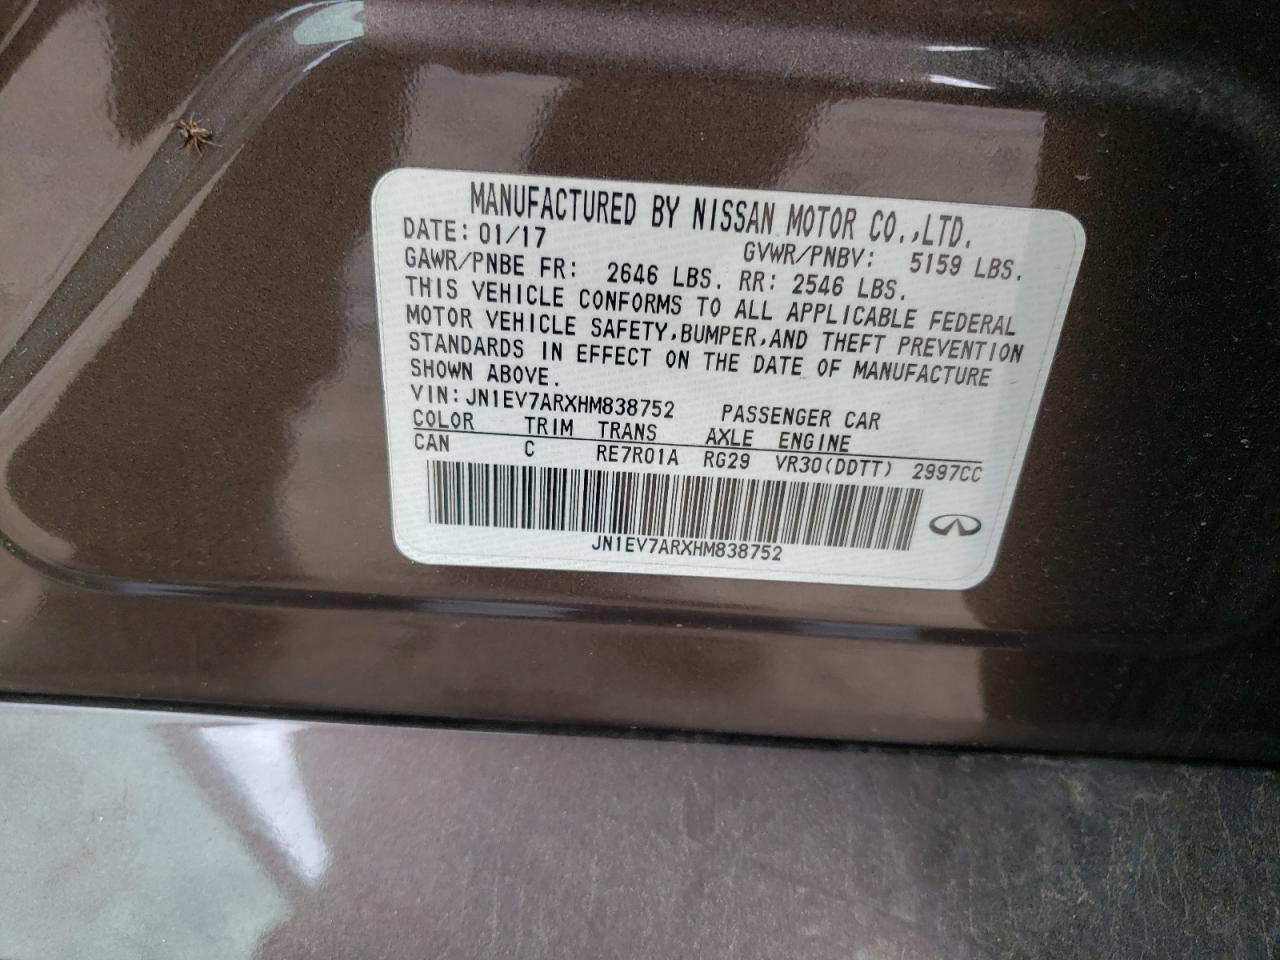 MANUFACTURED BY NISSAN MOTOR CO.,LTD.
DATE: 01/17 GVWR/PNBV: 5159 LBS.
GAWR/PNBE FR: 2646 LBS. RR: 2546 LBS.
THIS VEHICLE CONFORMS TO ALL APPLICABLE FEDERAL
MOTOR VEHICLE SAFETY,BUMPER,AND THEFT PREVENTION
STANDARDS IN EFFECT ON THE DATE OF MANUFACTURE
SHOWN ABOVE.
VIN:JN1EV7ARXHM838752 PASSENGER CAR
COLOR TRIM TRANS AXLE ENGINE
CAN C RE7R01A RG29 VR30(DDTT) 2997CC
JN1EV7ARXHM838752